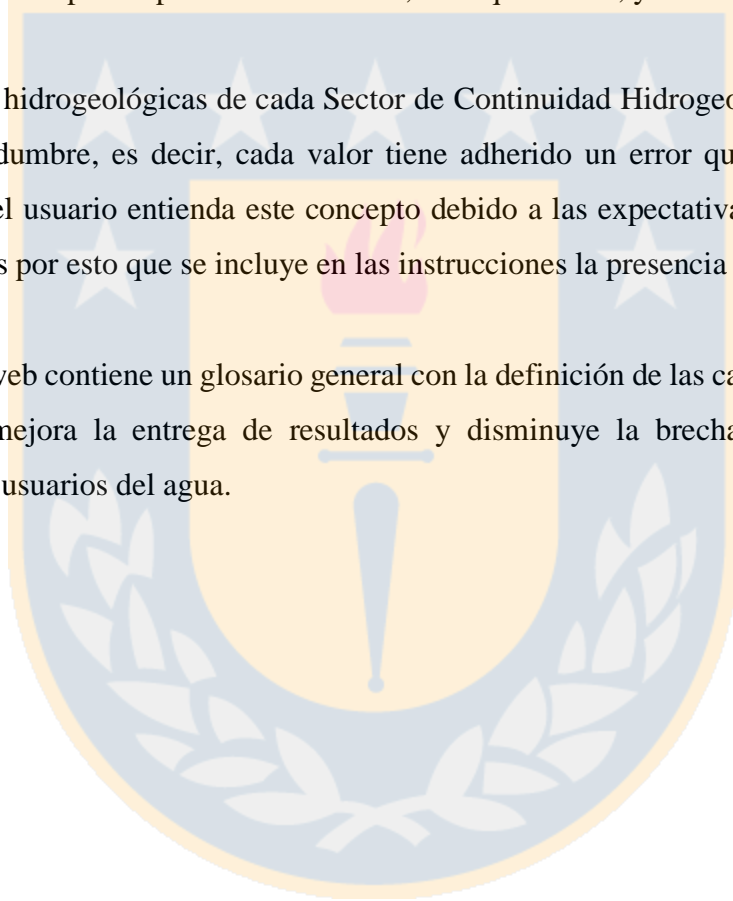 hidrogeológicas de cada Sector de Continuidad Hidrogeo
dumbre, es decir, cada valor tiene adherido un error qu
el usuario entienda este concepto debido a las expectativa
s por esto que se incluye en las instrucciones la presencia
web contiene un glosario general con la definición de las ca
mejora la entrega de resultados y disminuye la brecha
usuarios del agua.